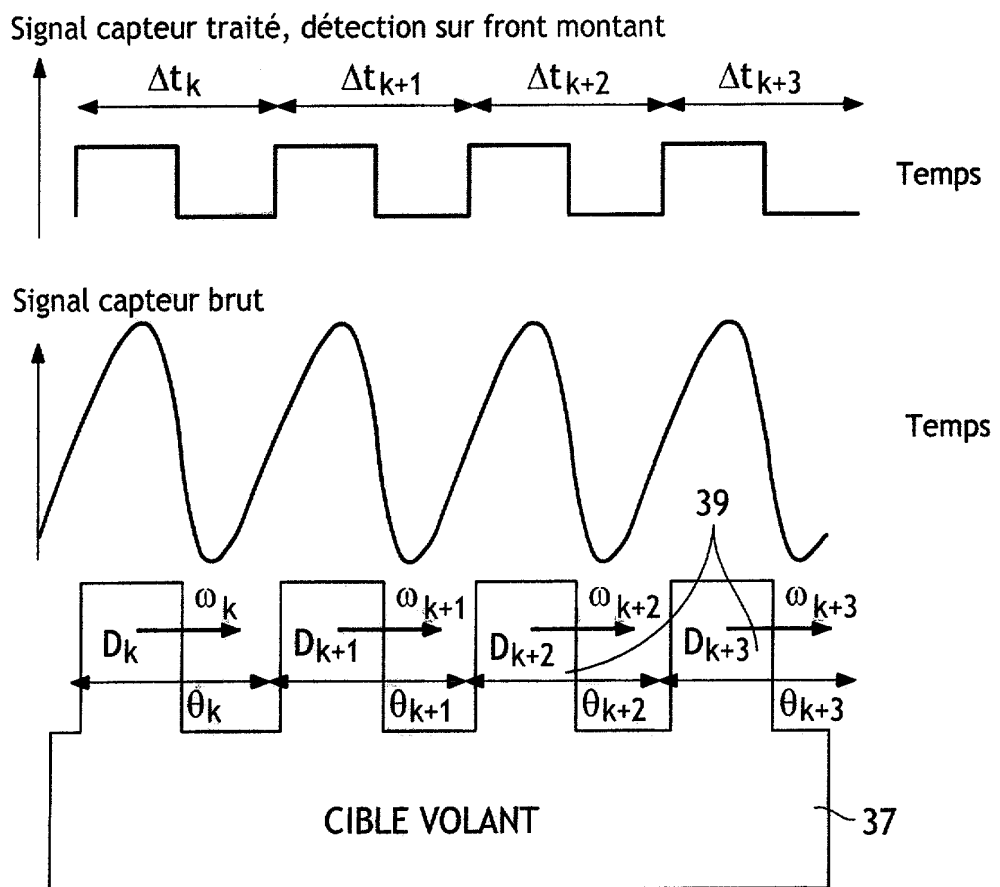 Signal capteur traité, détection sur front montant
Δtk Δtk+1 Δtk+2 Δtk+3
Temps
Signal capteur brut
Temps
39
ωk ωk+1 ωk+2 ωk+3
Dk Dk+1 Dk+2 Dk+3
θk θk+1 θk+2 θk+3
CIBLE VOLANT
37